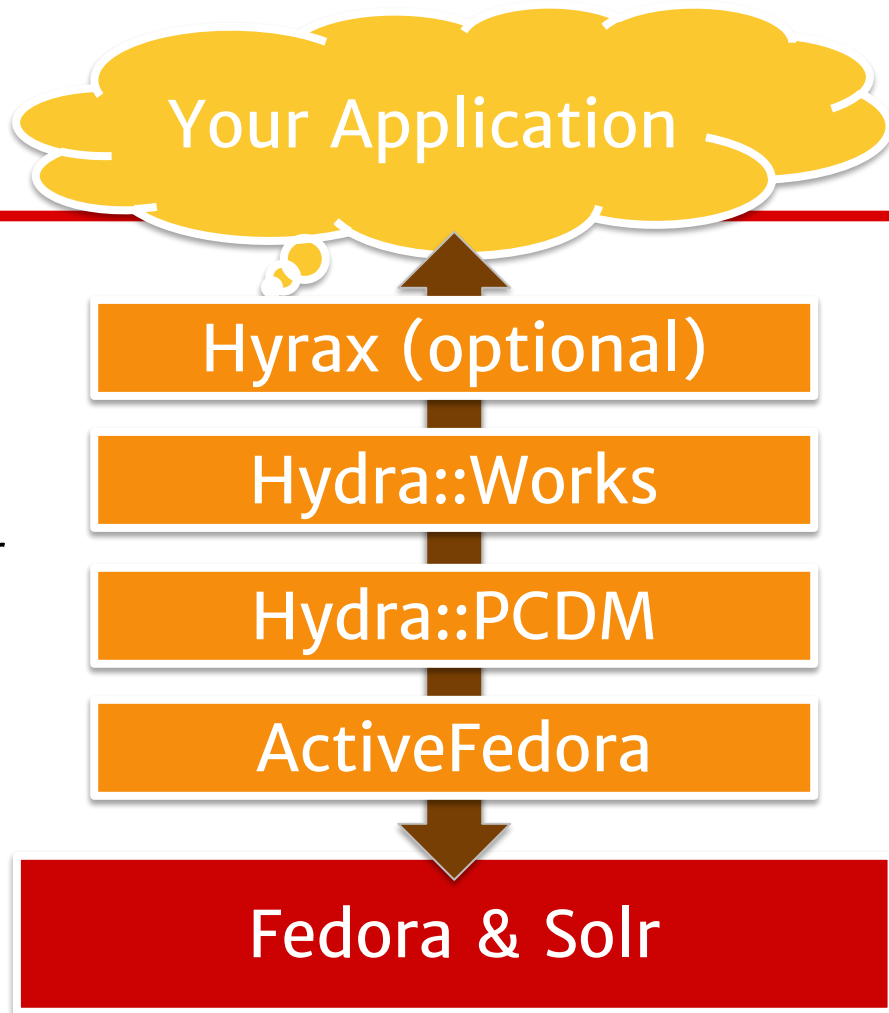 Your Application
Hyrax (optional)
Hydra::Works
Hydra::PCDM
ActiveFedora
Fedora & Solr